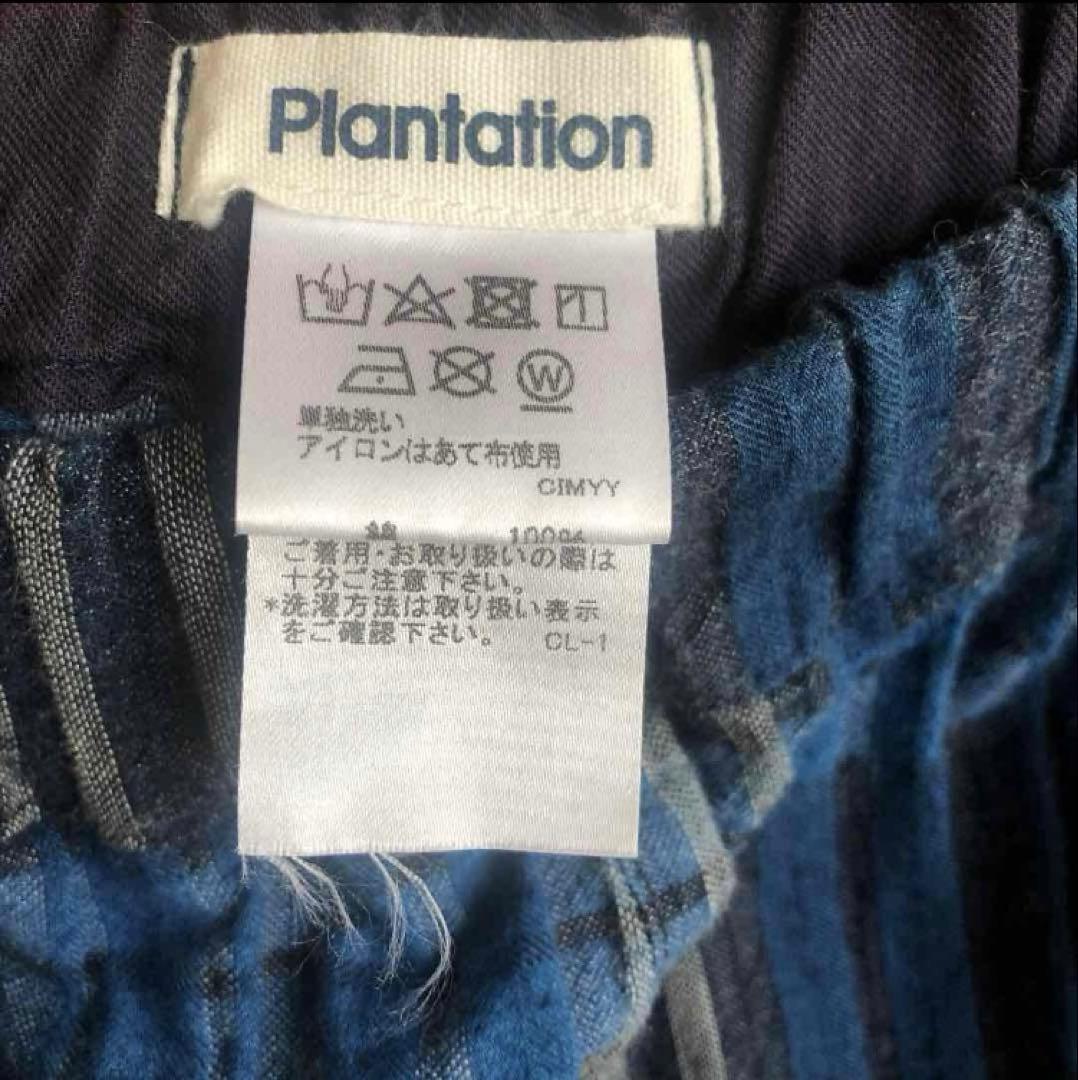 Plantation
W
単独洗い
アイロンはあて布使用
CIMYY
綿 100%
ご着用・お取り扱いの際は
十分ご注意下さい。
*洗濯方法は取り扱い表示
をご確認下さい。 CL-1